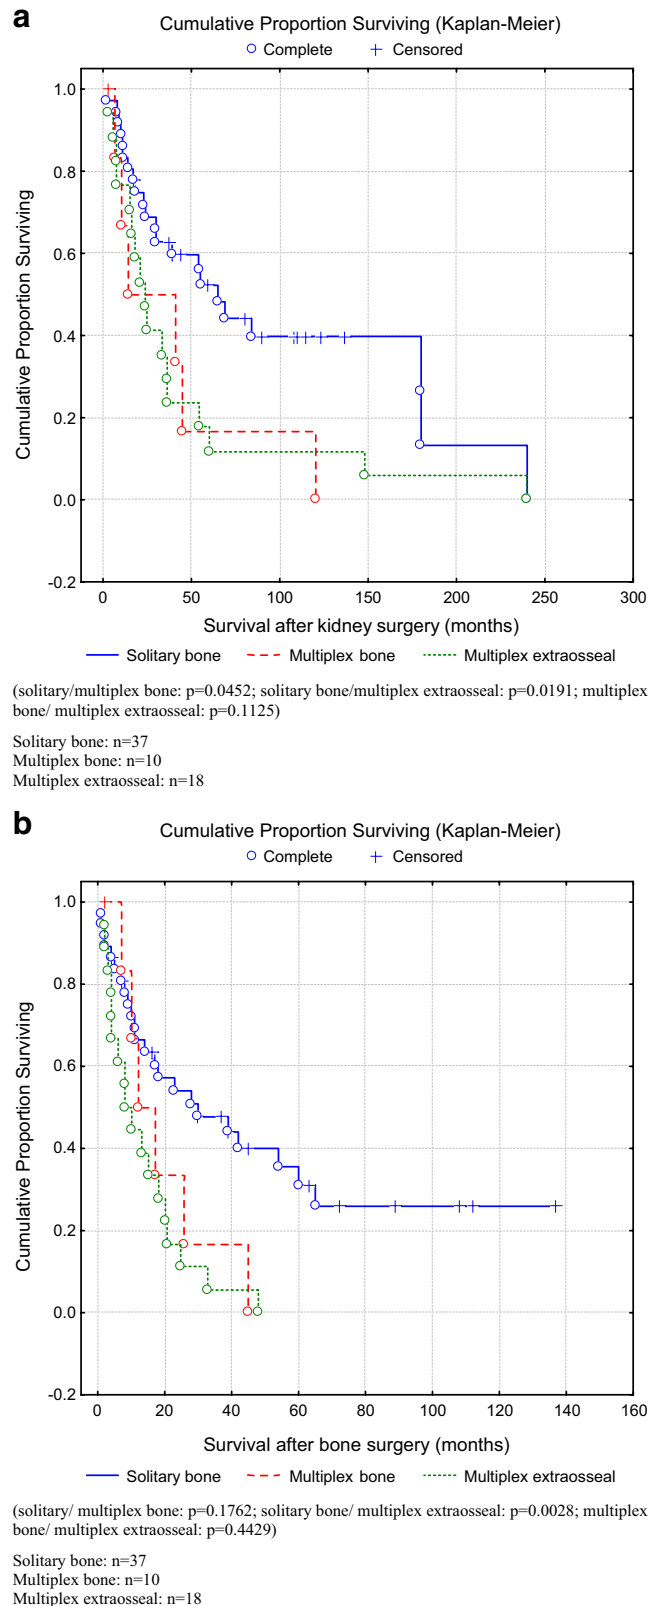 a
Cumulative Proportion Surviving (Kaplan-Meier)
Complete Censored
Cumulative Proportion Surviving
1.0
0.8
0.6
0.4
0.2
0.0
-0.2
0 50 100 150 200 250 300
Survival after kidney surgery (months)
Solitary bone Multiplex bone Multiplex extraosseal
(solitary/multiplex bone: p=0.0452; solitary bone/multiplex extraosseal: p=0.0191; multiplex
bone/ multiplex extraosseal: p=0.1125)
Solitary bone: n=37
Multiplex bone: n=10
Multiplex extraosseal: n=18
b
Cumulative Proportion Surviving (Kaplan-Meier)
Complete Censored
Cumulative Proportion Surviving
1.0
0.8
0.6
0.4
0.2
0.0
-0.2
0 20 40 60 80 100 120 140 160
Survival after bone surgery (months)
Solitary bone Multiplex bone Multiplex extraosseal
(solitary/ multiplex bone: p=0.1762; solitary bone/ multiplex extraosseal: p=0.0028; multiplex
bone/ multiplex extraosseal: p=0.4429)
Solitary bone: n=37
Multiplex bone: n=10
Multiplex extraosseal: n=18